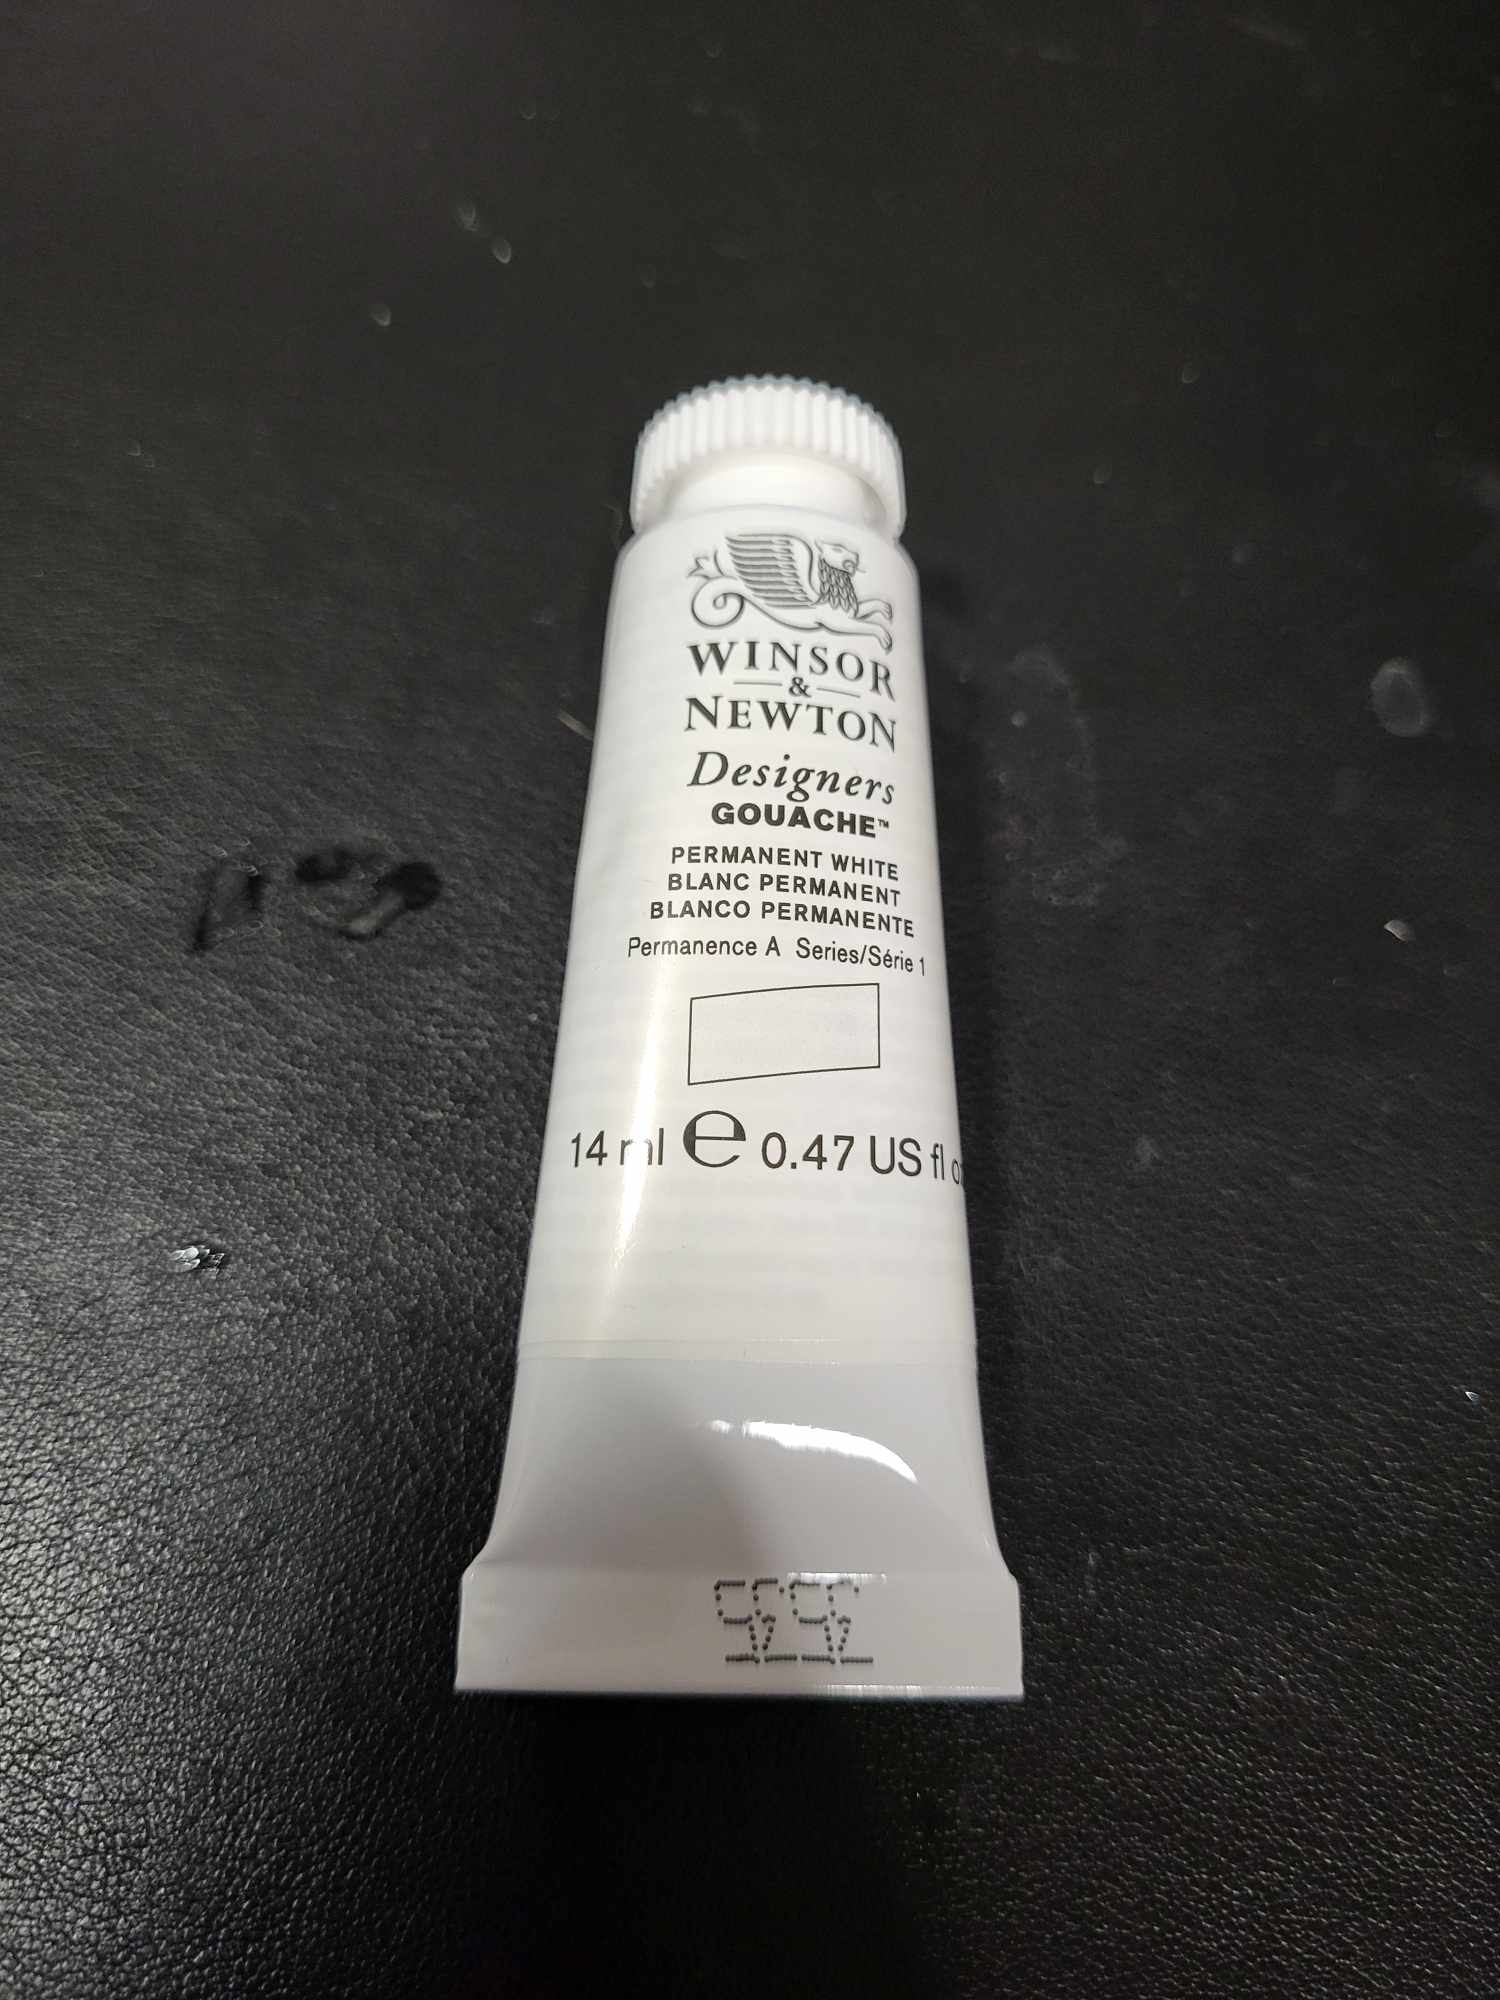 WINSOR
&
NEWTON
Designers
GOUACHE™
PERMANENT WHITE
BLANC PERMANENT
BLANCO PERMANENTE
Permanence A Series/Série 1
14 ml e 0.47 US fl oz